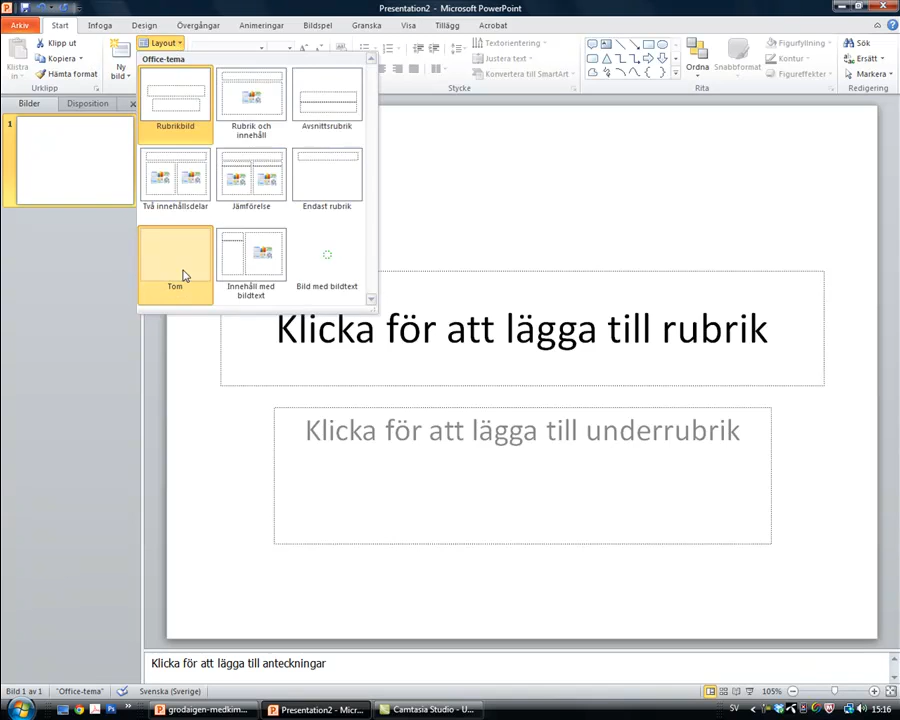 Presentation2 - Microsoft PowerPoint
Arkiv Start Infoga Design Övergångar Animeringar Bildspel Granska Visa Tillägg Acrobat
Klistra in
Klipp ut
Kopiera
Hämta format
Urklipp
Ny bild
Layout
Textorientering
Justera text
Konvertera till SmartArt
Stycke
Ordna
Snabbformat
Figurfyllning
Kontur
Figureffekter
Rita
Sök
Ersätt
Markera
Redigering
Bilder Disposition
1
Office-tema
Rubrikbild
Rubrik och innehåll
Avsnittsrubrik
Två innehållsdelar
Jämförelse
Endast rubrik
Tom
Innehåll med bildtext
Bild med bildtext
Klicka för att lägga till rubrik
Klicka för att lägga till underrubrik
Klicka för att lägga till anteckningar
Bild 1 av 1 "Office-tema" Svenska (Sverige) 105%
grodaigen-medkim... Presentation2 - Micr... Camtasia Studio - U... SV 15:16